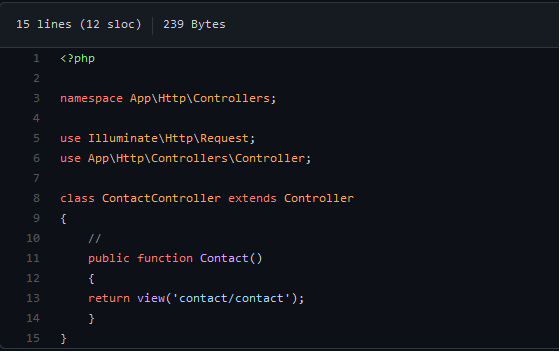 15 lines (12 sloc) 239 Bytes
1 <?php
2
3 namespace App\Http\Controllers;
4
5 use Illuminate\Http\Request;
6 use App\Http\Controllers\Controller;
7
8 class ContactController extends Controller
9 {
10     //
11     public function Contact()
12     {
13     return view('contact/contact');
14     }
15 }